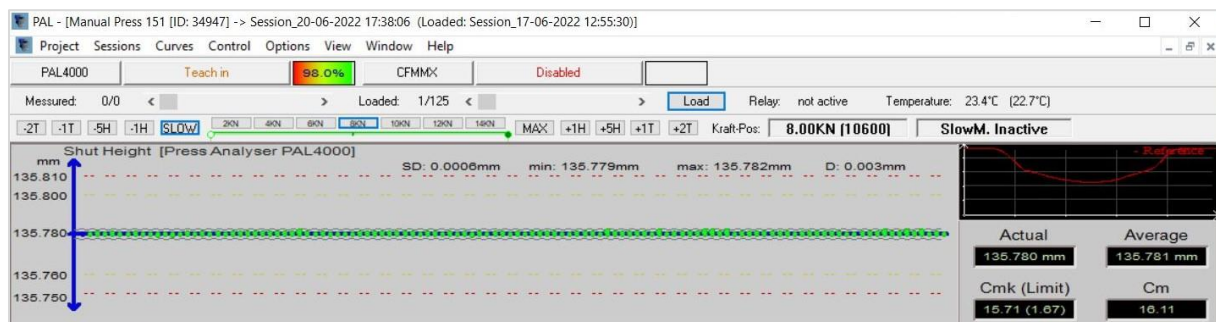 PAL - [Manual Press 151 [ID: 34947] -> Session_20-06-2022 17:38:06 (Loaded: Session_17-06-2022 12:55:30)]
Project Sessions Curves Control Options View Window Help
PAL4000 Teach in 98.0% CFMMX Disabled
Messured: 0/0 Loaded: 1/125 Load Relay: not active Temperature: 23.4°C (22.7°C)
-2T -1T -5H -1H SLOW 2KN 4KN 6KN 8KN 10KN 12KN 14KN MAX +1H +5H +1T +2T Kraft-Pos: 8.00KN (10600) SlowM. Inactive
Shut Height [Press Analyser PAL4000]
mm SD: 0.0006mm min: 135.779mm max: 135.782mm D: 0.003mm
- Reference
135.810
135.800
135.780
135.760
135.750
Actual Average
135.780 mm 135.781 mm
Cmk (Limit) Cm
15.71 (1.67) 16.11